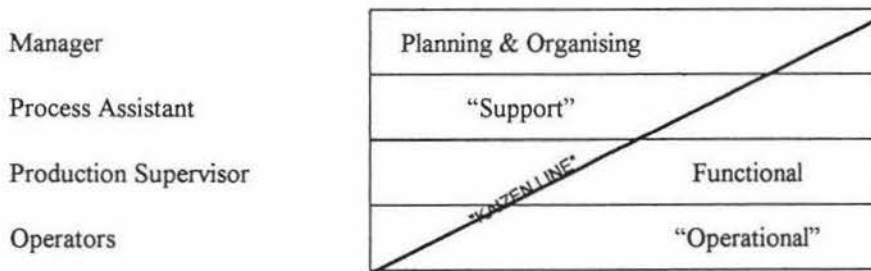 Manager Planning & Organising
Process Assistant “Support”
Production Supervisor Functional
"KAIZEN LINE"
Operators “Operational”